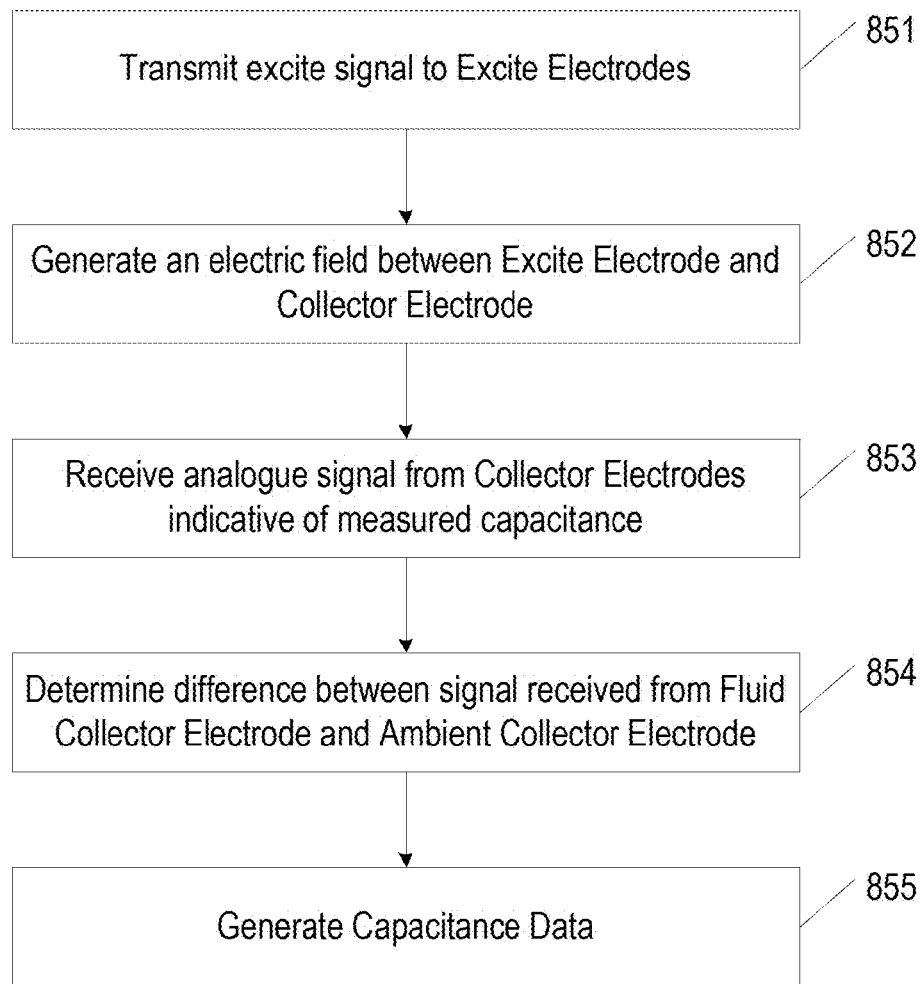 Transmit excite signal to Excite Electrodes
851
Generate an electric field between Excite Electrode and
Collector Electrode
852
Receive analogue signal from Collector Electrodes
indicative of measured capacitance
853
Determine difference between signal received from Fluid
Collector Electrode and Ambient Collector Electrode
854
Generate Capacitance Data
855